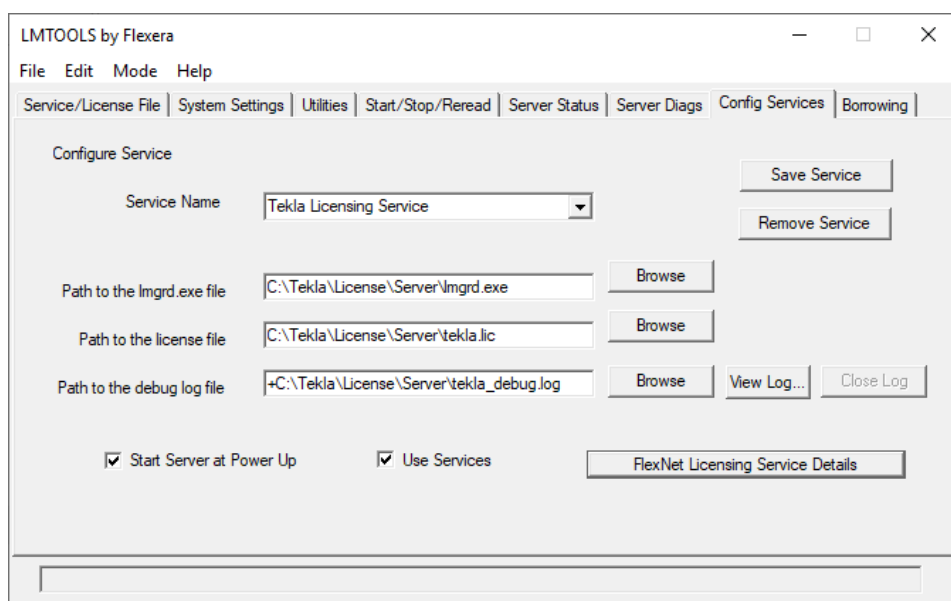 LMTOOLS by Flexera
File Edit Mode Help
Service/License File System Settings Utilities Start/Stop/Reread Server Status Server Diags Config Services Borrowing
Configure Service
Save Service
Service Name Tekla Licensing Service
Remove Service
Path to the lmgrd.exe file C:\Tekla\License\Server\lmgrd.exe Browse
Path to the license file C:\Tekla\License\Server\tekla.lic Browse
Path to the debug log file +C:\Tekla\License\Server\tekla_debug.log Browse View Log... Close Log
Start Server at Power Up Use Services FlexNet Licensing Service Details